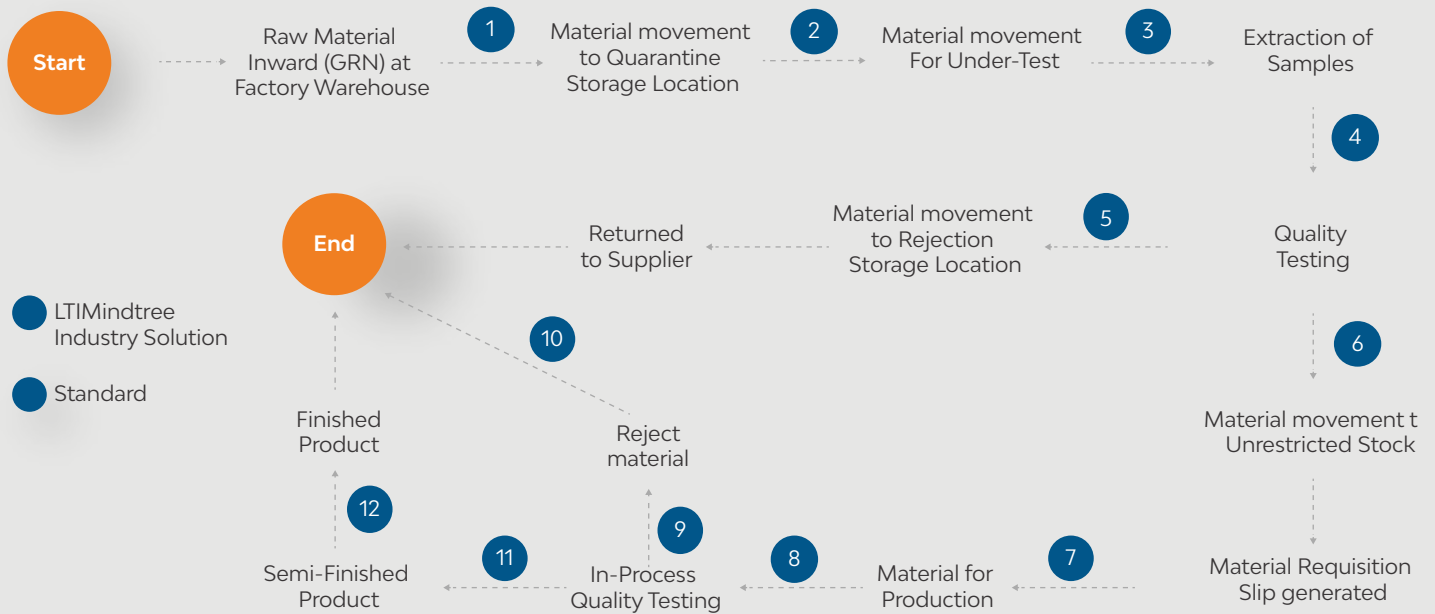 Start
Raw Material
Inward (GRN) at
Factory Warehouse
1
Material movement
to Quarantine
Storage Location
2
Material movement
For Under-Test
3
Extraction of
Samples
4
Quality
Testing
5
Material movement
to Rejection
Storage Location
Returned
to Supplier
End
LTIMindtree
Industry Solution
Standard
6
Material movement t
Unrestricted Stock
Material Requisition
Slip generated
7
Material for
Production
8
In-Process
Quality Testing
9
Reject
material
10
11
Semi-Finished
Product
12
Finished
Product